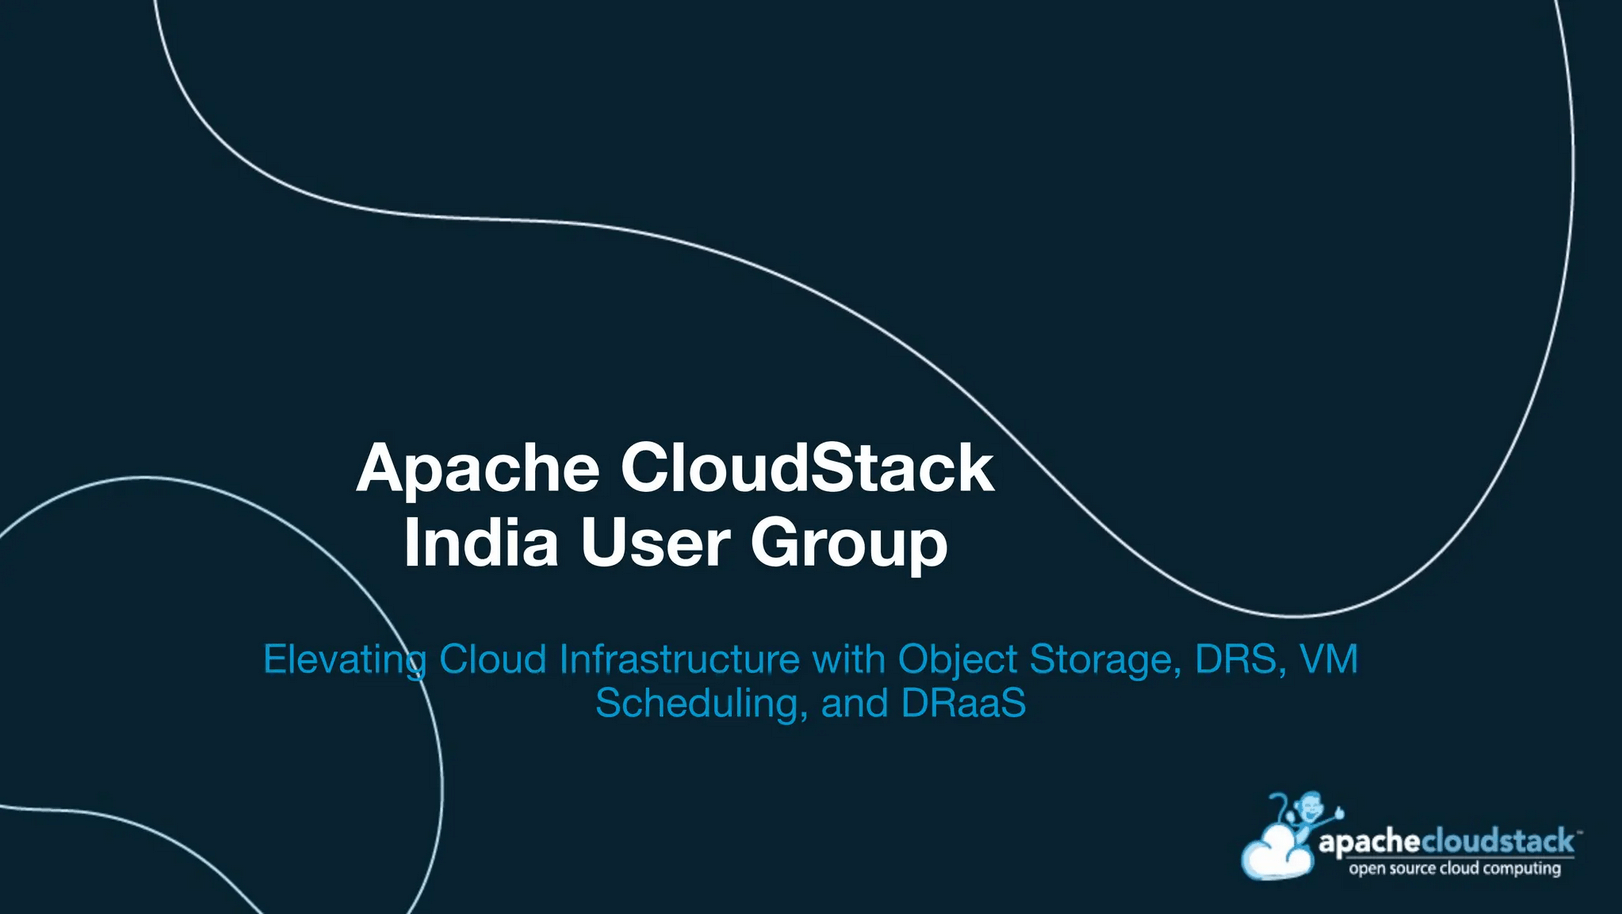 Apache CloudStack
India User Group
Elevating Cloud Infrastructure with Object Storage, DRS, VM
Scheduling, and DRaaS
apachecloudstack™
open source cloud computing